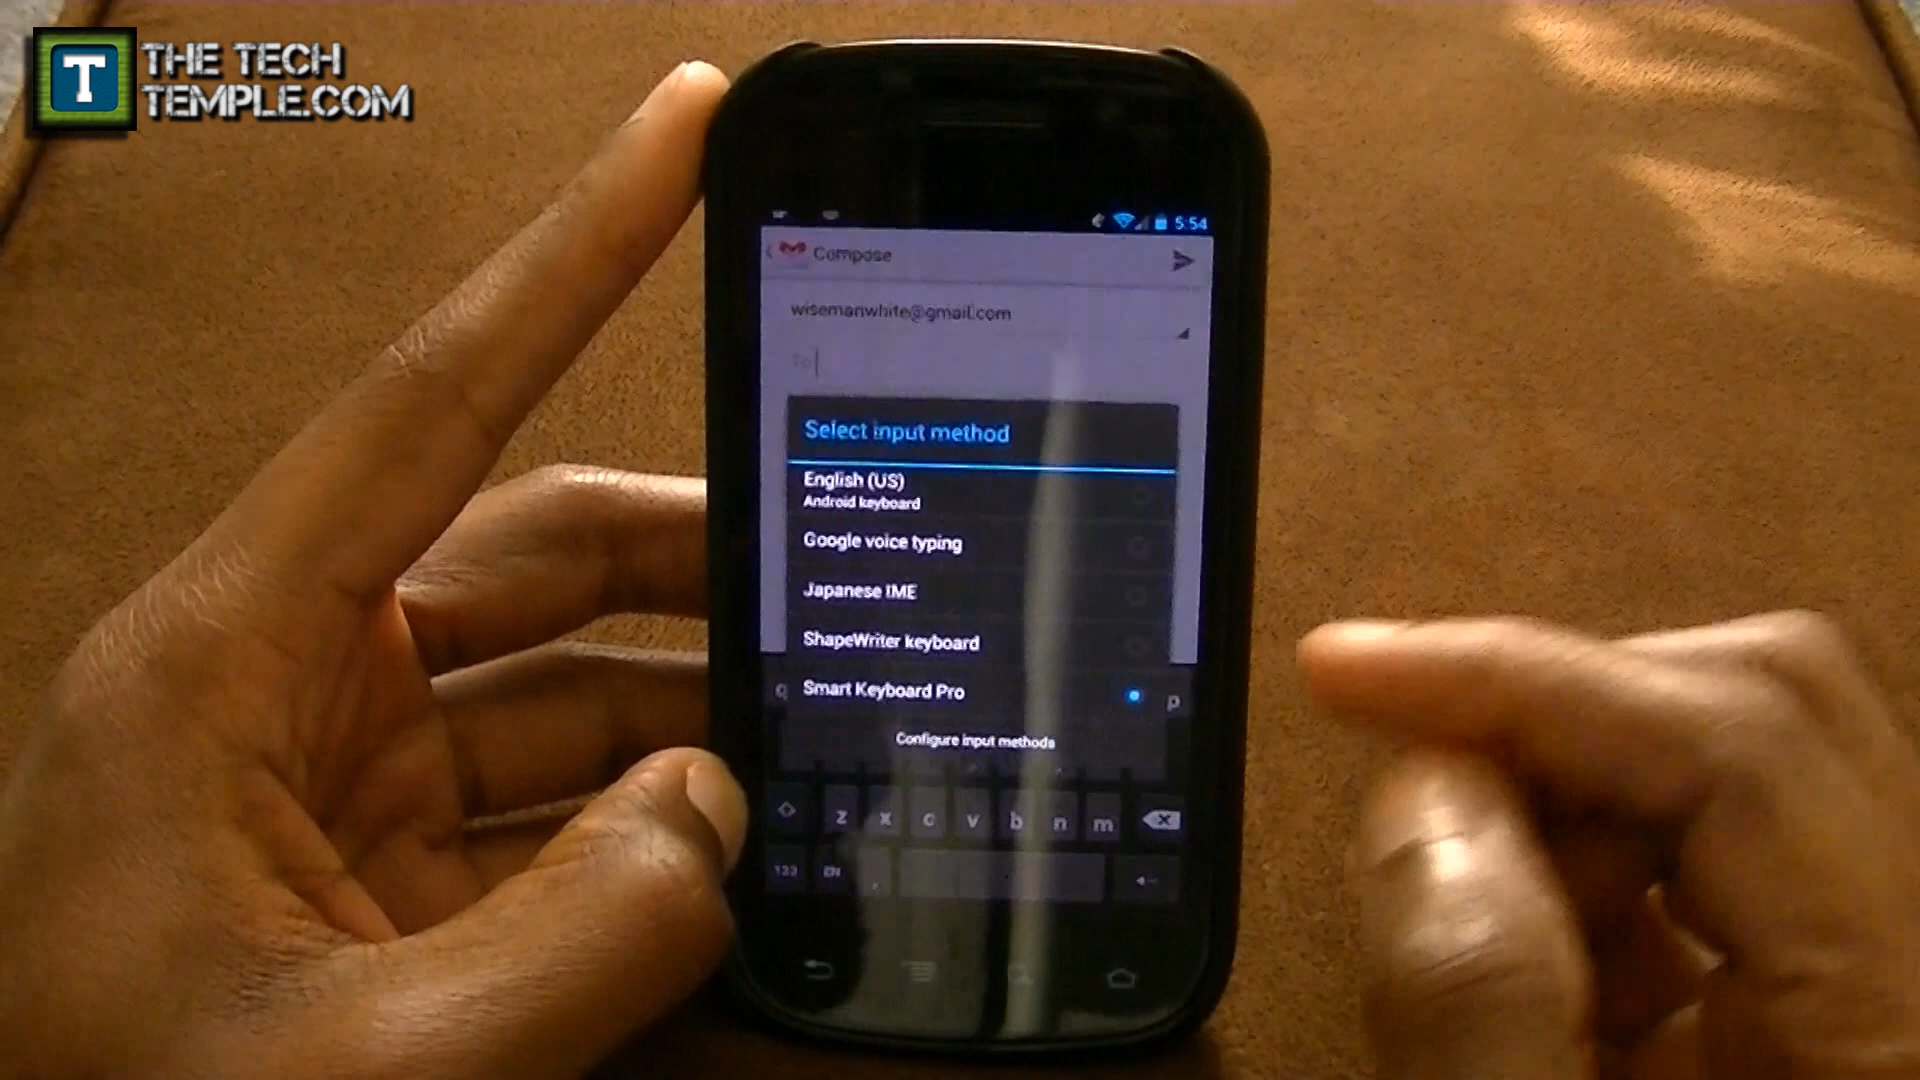 THE TECH
TEMPLE.COM
T
5:54
Compose
wisemanwhite@gmail.com
To
Select input method
English (US)
Android keyboard
Google voice typing
Japanese IME
ShapeWriter keyboard
Smart Keyboard Pro
q p
Configure input methods
z x c v b n m
123 EN .